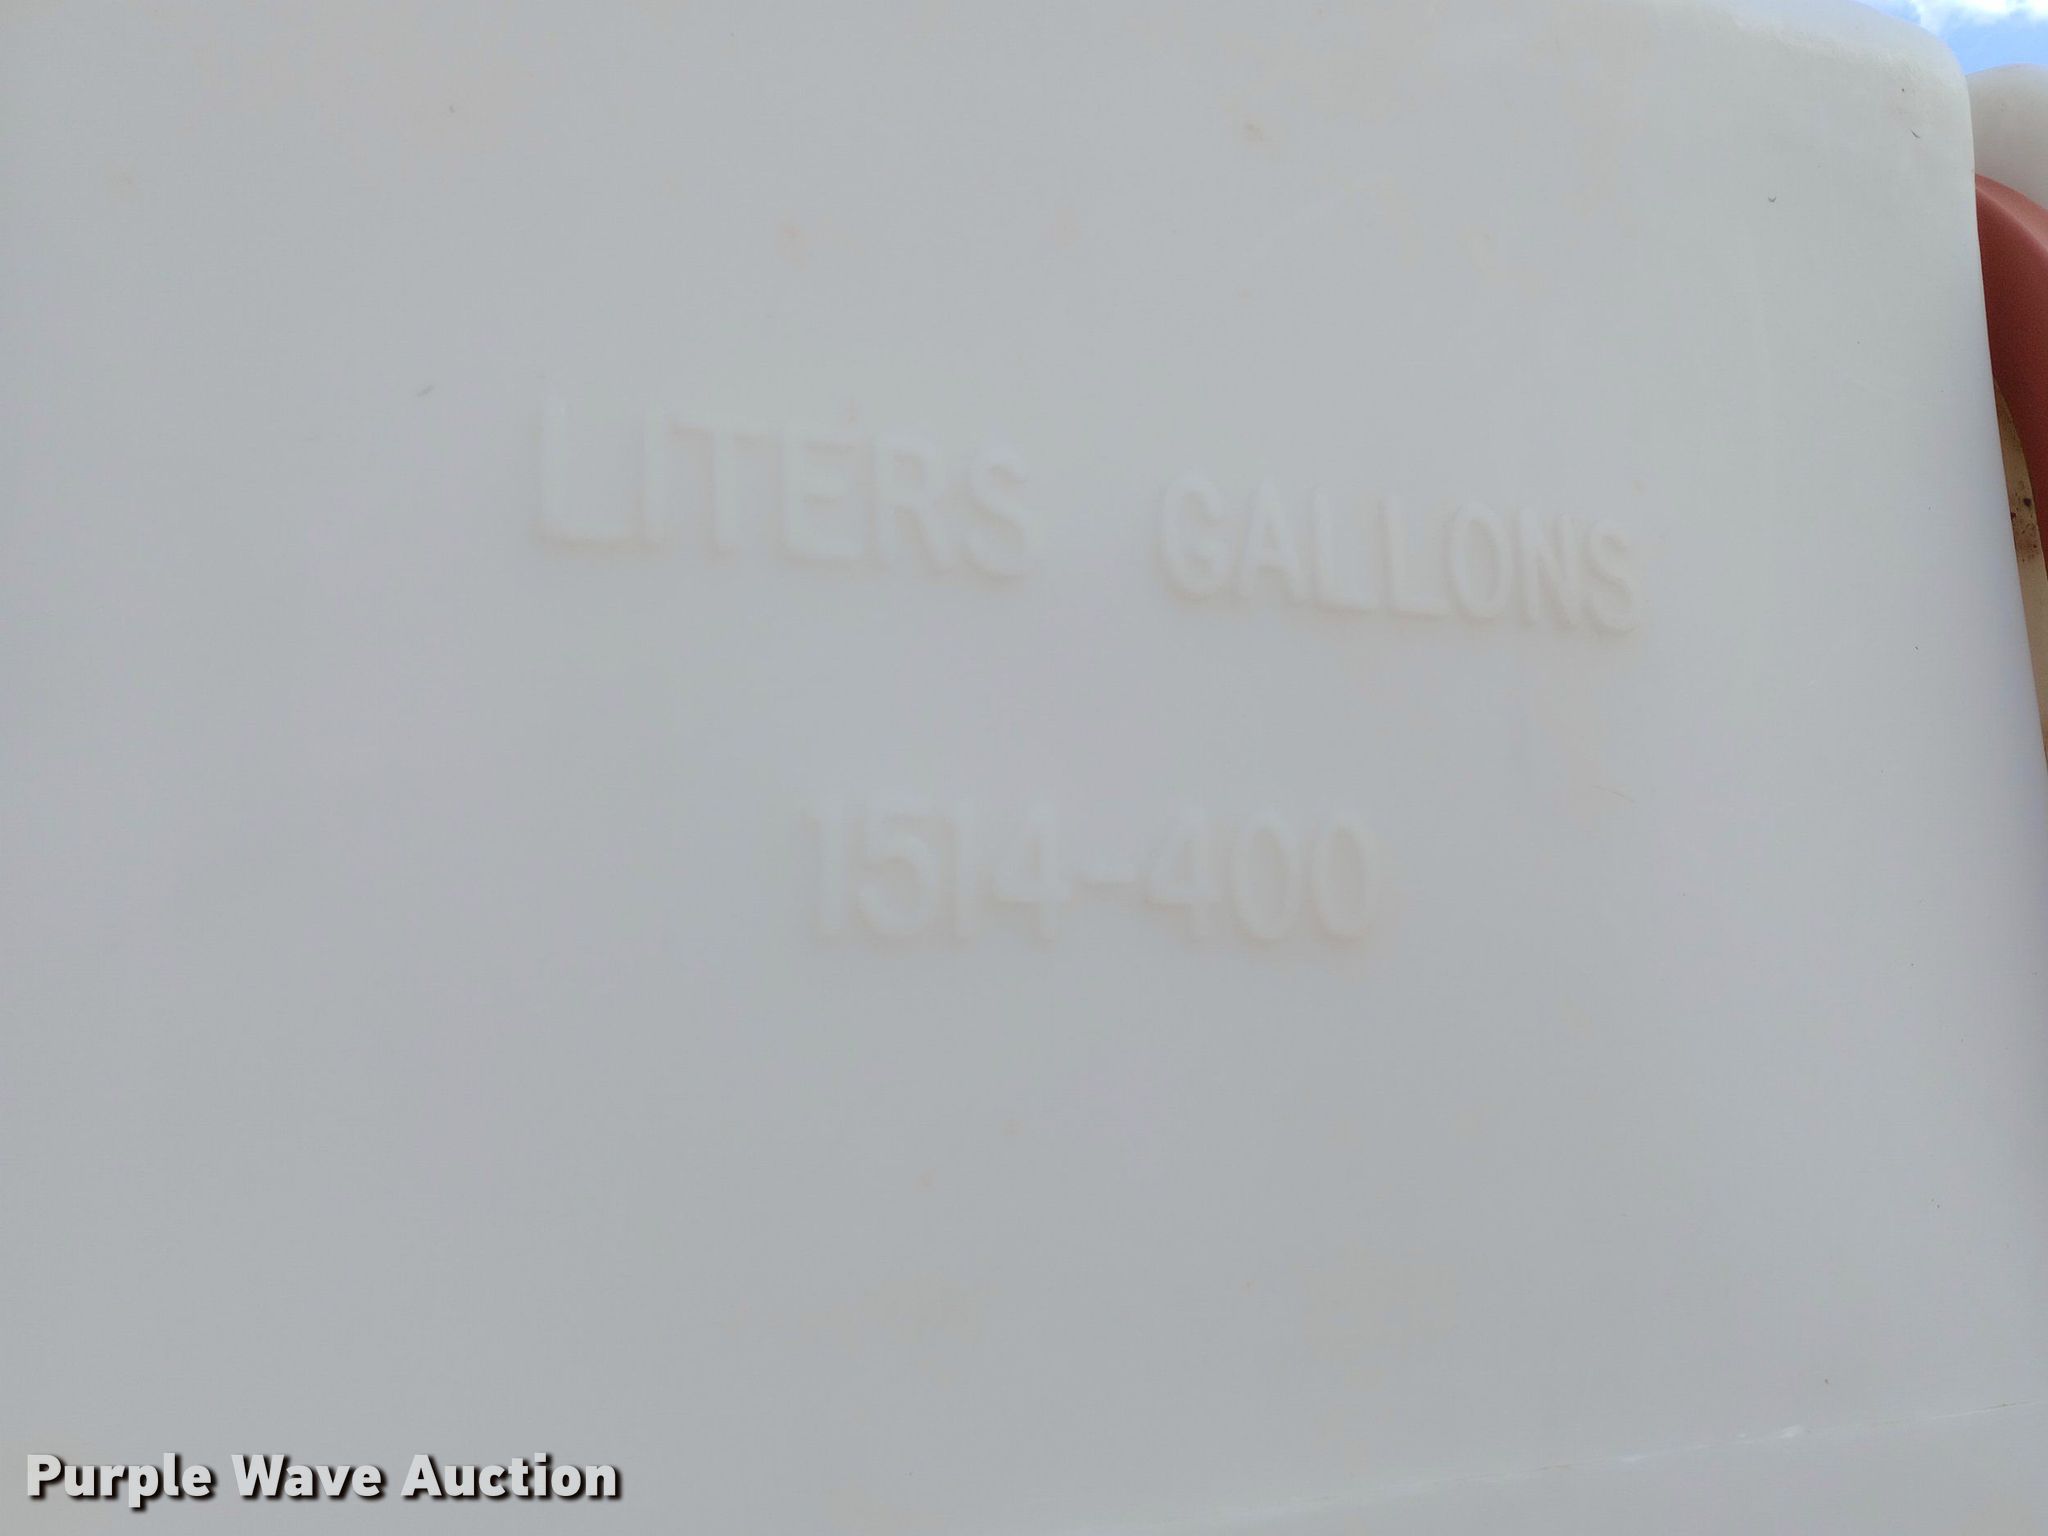 LITERS GALLONS
1514-400
Purple Wave Auction